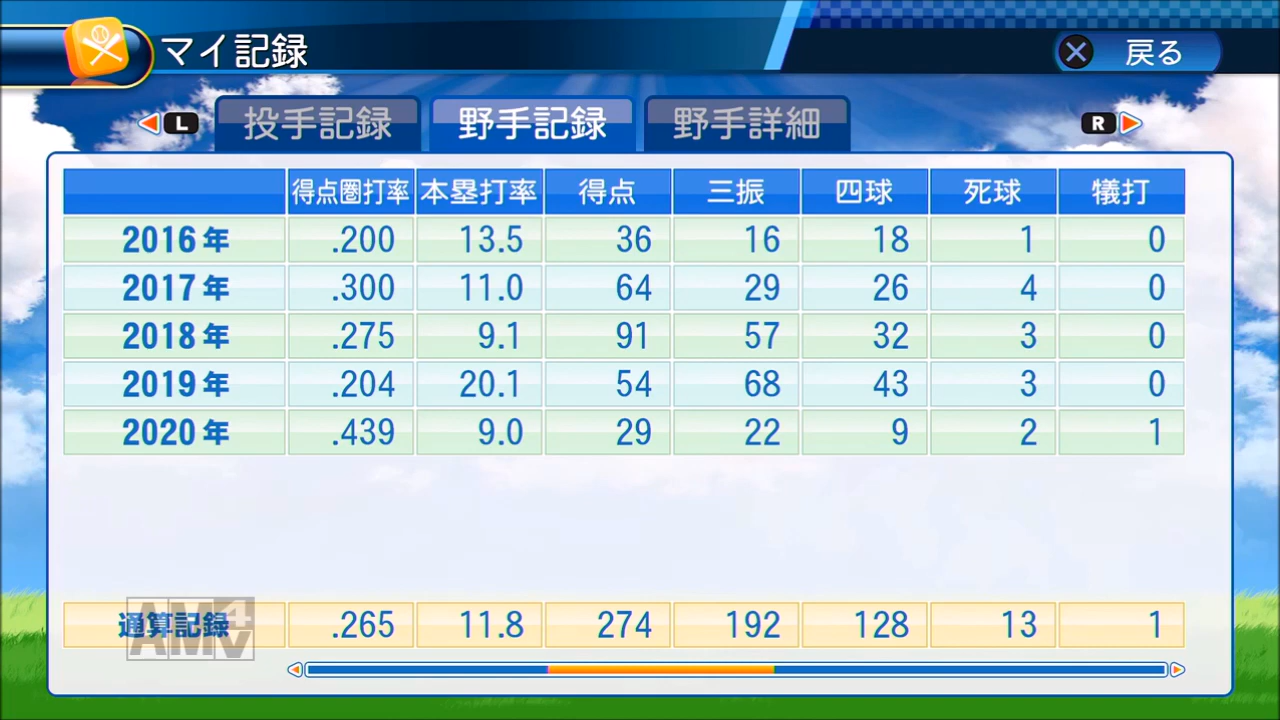 マイ記録
× 戻る
L 投手記録 野手記録 野手詳細 R
得点圏打率 本塁打率 得点 三振 四球 死球 犠打
2016年 .200 13.5 36 16 18 1 0
2017年 .300 11.0 64 29 26 4 0
2018年 .275 9.1 91 57 32 3 0
2019年 .204 20.1 54 68 43 3 0
2020年 .439 9.0 29 22 9 2 1
通算記録 .265 11.8 274 192 128 13 1
AMV4